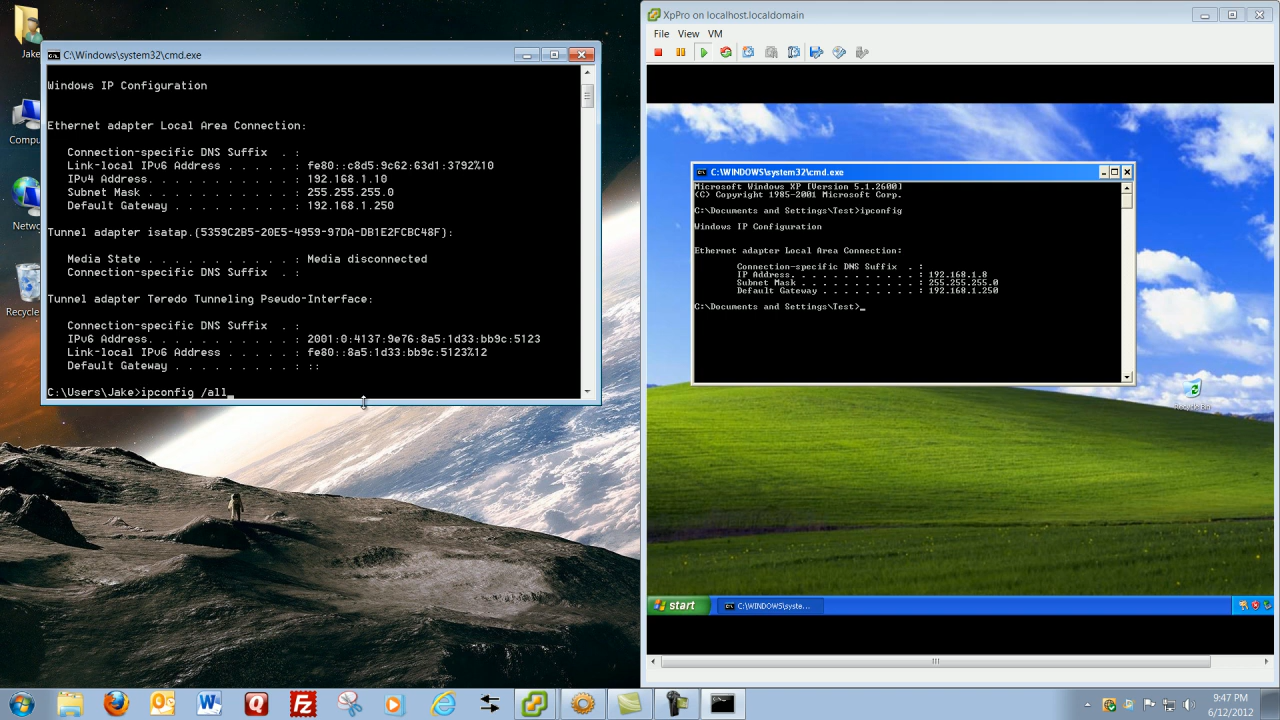 Jake
Compu
Netwo
Recycle
C:\Windows\system32\cmd.exe
Windows IP Configuration
Ethernet adapter Local Area Connection:
Connection-specific DNS Suffix  . :
Link-local IPv6 Address . . . . . : fe80::c8d5:9c62:63d1:3792%10
IPv4 Address. . . . . . . . . . . : 192.168.1.10
Subnet Mask . . . . . . . . . . . : 255.255.255.0
Default Gateway . . . . . . . . . : 192.168.1.250
Tunnel adapter isatap.{5359C2B5-20E5-4959-97DA-DB1E2FCBC48F}:
Media State . . . . . . . . . . . : Media disconnected
Connection-specific DNS Suffix  . :
Tunnel adapter Teredo Tunneling Pseudo-Interface:
Connection-specific DNS Suffix  . :
IPv6 Address. . . . . . . . . . . : 2001:0:4137:9e76:8a5:1d33:bb9c:5123
Link-local IPv6 Address . . . . . : fe80::8a5:1d33:bb9c:5123%12
Default Gateway . . . . . . . . . : ::
C:\Users\Jake>ipconfig /all_
XpPro on localhost.localdomain
File View VM
C:\WINDOWS\system32\cmd.exe
Microsoft Windows XP [Version 5.1.2600]
(C) Copyright 1985-2001 Microsoft Corp.
C:\Documents and Settings\Test>ipconfig
Windows IP Configuration
Ethernet adapter Local Area Connection:
Connection-specific DNS Suffix  . :
IP Address. . . . . . . . . . . . : 192.168.1.8
Subnet Mask . . . . . . . . . . . : 255.255.255.0
Default Gateway . . . . . . . . . : 192.168.1.250
C:\Documents and Settings\Test>_
Recycle Bin
start
C:\WINDOWS\syste...
9:47 PM
6/12/2012